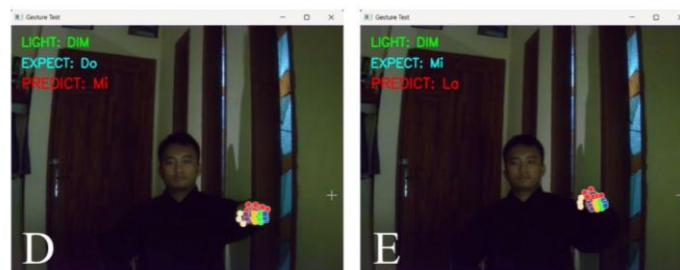 Gesture Test
LIGHT: DIM
EXPECT: Do
PREDICT: Mi
D
Gesture Test
LIGHT: DIM
EXPECT: Mi
PREDICT: La
E